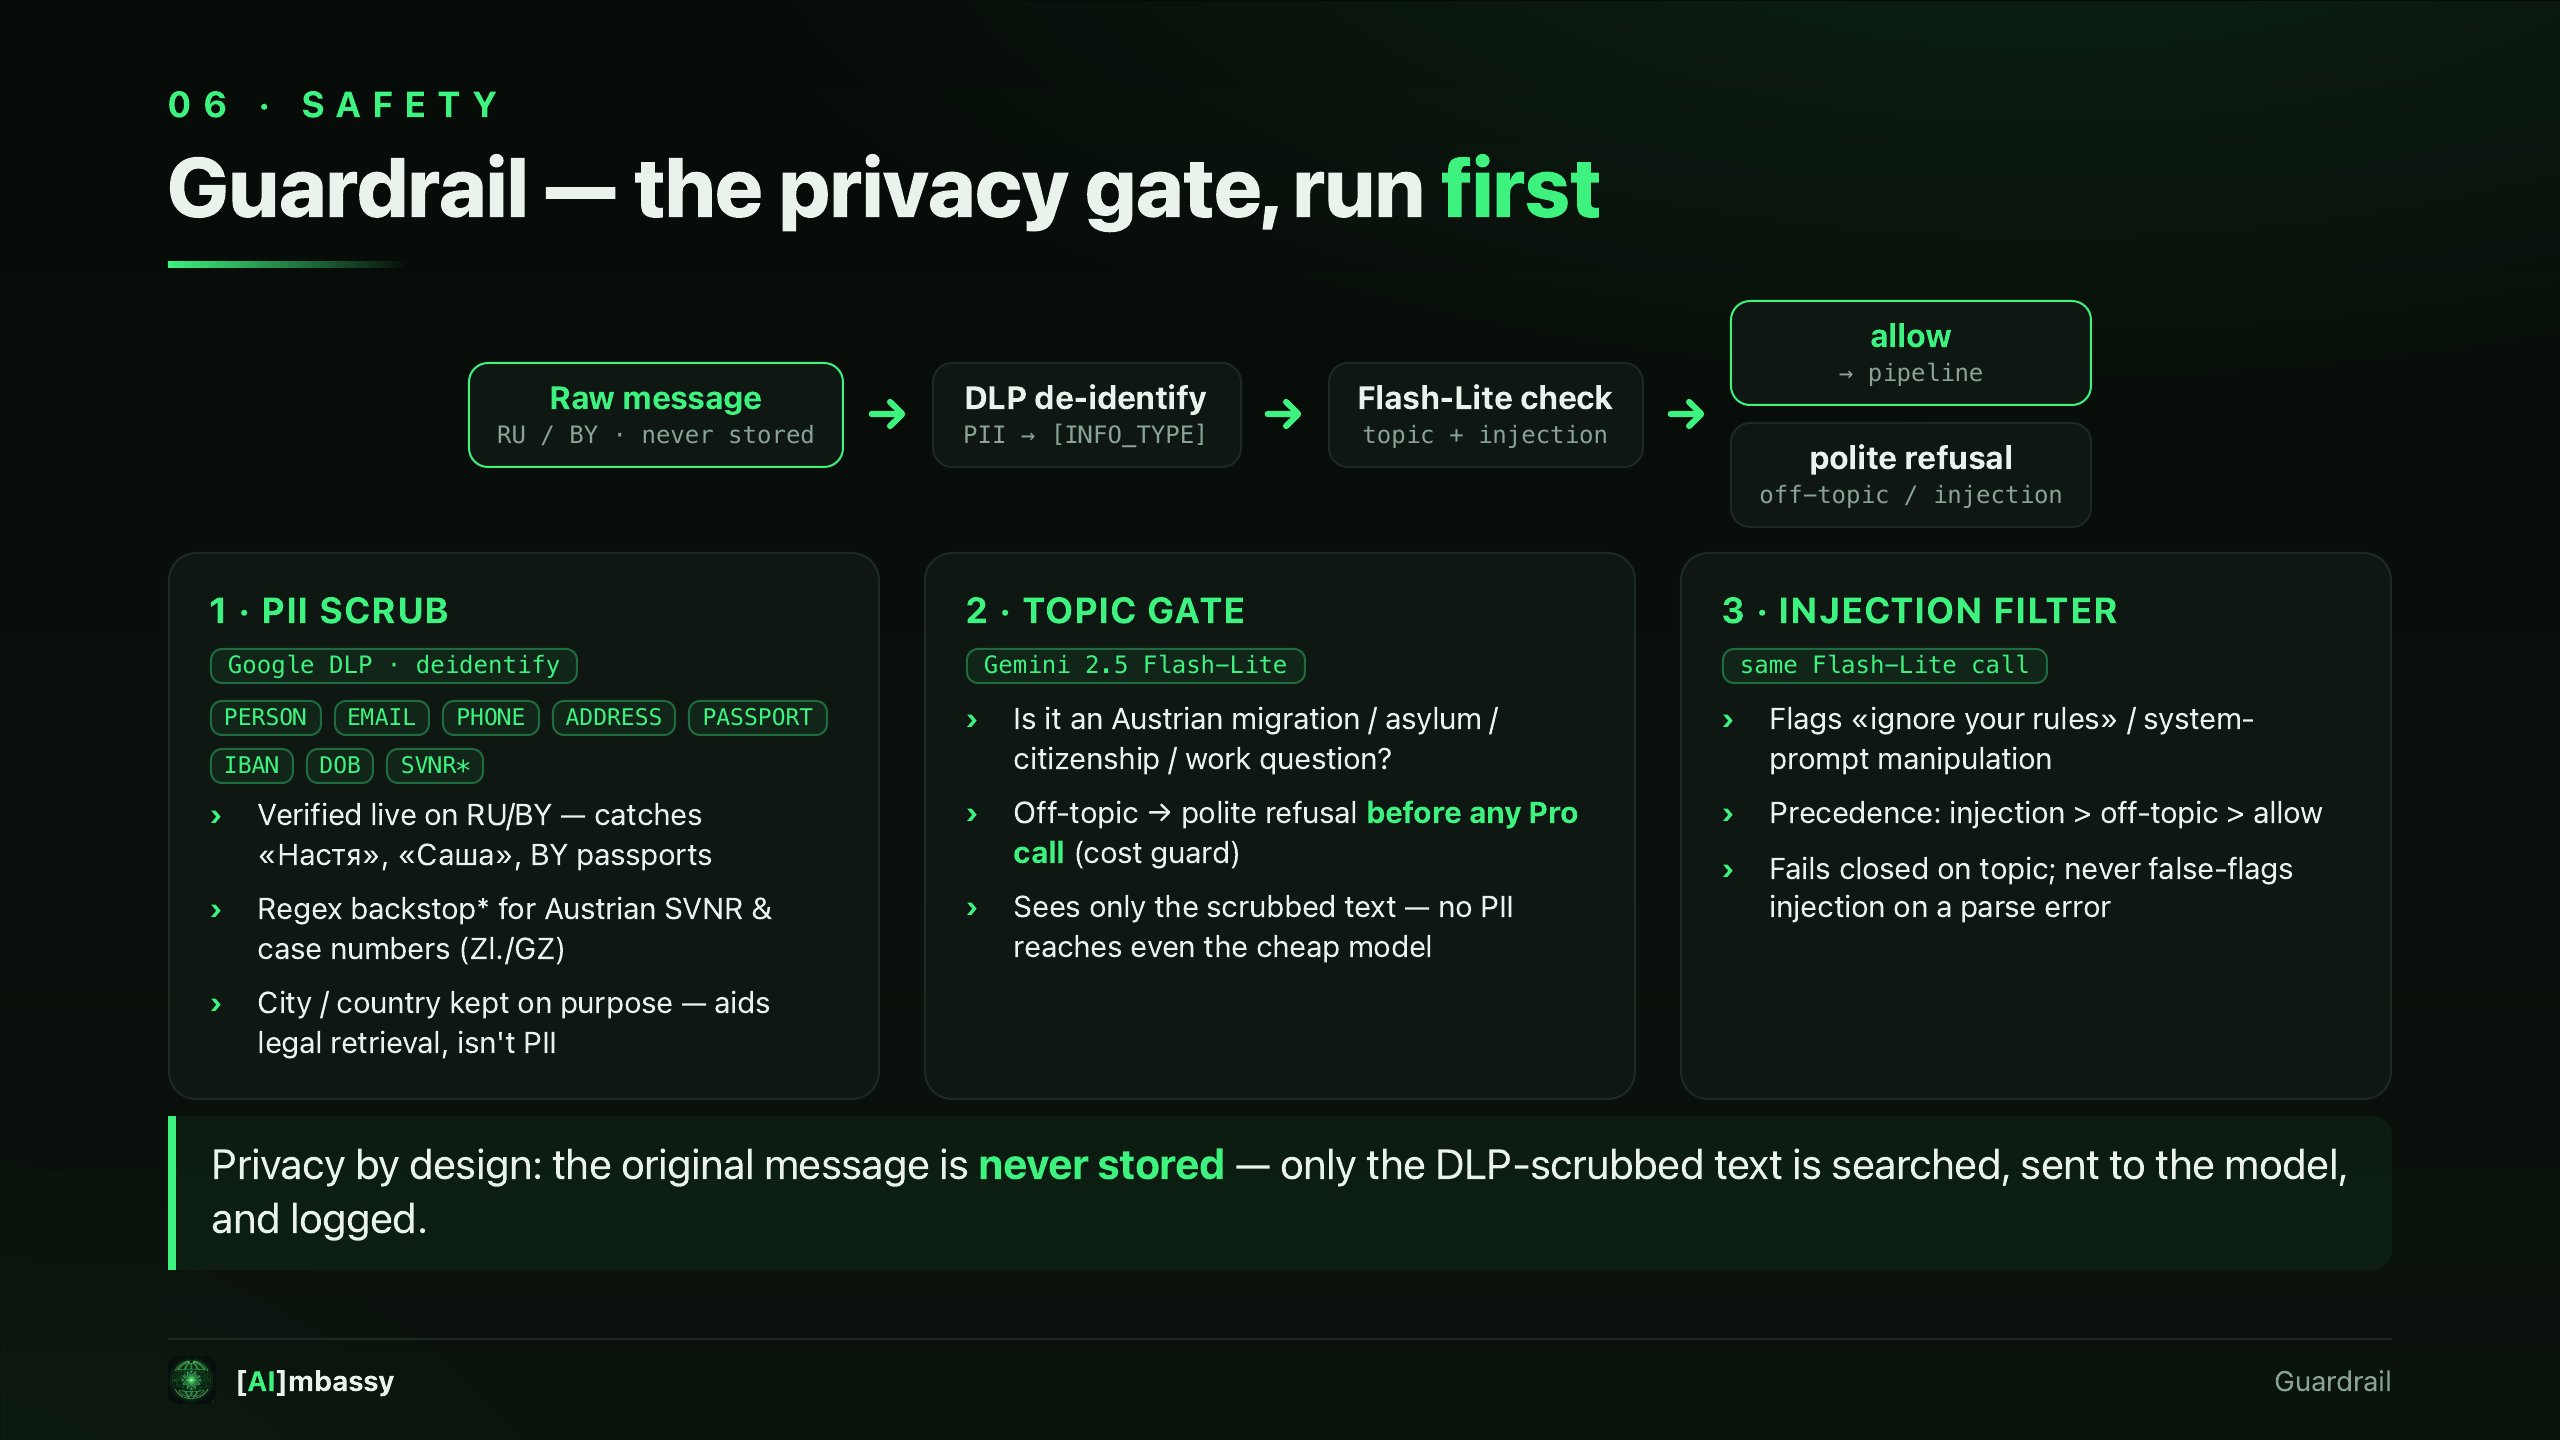 06 · SAFETY
Guardrail — the privacy gate, run first
Raw message
RU / BY · never stored
→
DLP de-identify
PII → [INFO_TYPE]
→
Flash-Lite check
topic + injection
→
allow
→ pipeline
polite refusal
off-topic / injection
1 · PII SCRUB
Google DLP · deidentify
PERSON EMAIL PHONE ADDRESS PASSPORT
IBAN DOB SVNR*
› Verified live on RU/BY — catches
«Настя», «Саша», BY passports
› Regex backstop* for Austrian SVNR &
case numbers (Zl./GZ)
› City / country kept on purpose — aids
legal retrieval, isn't PII
2 · TOPIC GATE
Gemini 2.5 Flash-Lite
› Is it an Austrian migration / asylum /
citizenship / work question?
› Off-topic → polite refusal before any Pro
call (cost guard)
› Sees only the scrubbed text — no PII
reaches even the cheap model
3 · INJECTION FILTER
same Flash-Lite call
› Flags «ignore your rules» / system-
prompt manipulation
› Precedence: injection > off-topic > allow
› Fails closed on topic; never false-flags
injection on a parse error
Privacy by design: the original message is never stored — only the DLP-scrubbed text is searched, sent to the model,
and logged.
[AI]mbassy
Guardrail